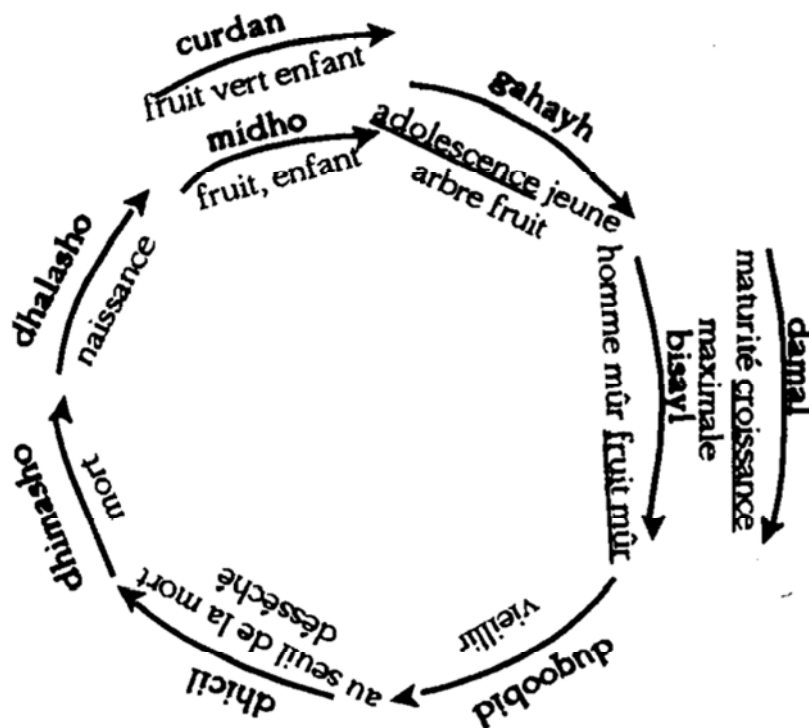 curdan
fruit vert enfant
midho
fruit, enfant
gahayh
adolescence jeune
arbre fruit
damal
maturité croissance
maximale
bisayl
homme mûr fruit mûr
duqoobid
vieillir
dhicil
au seuil de la mort
désséché
dhimasho
mort
dhalasho
naissance